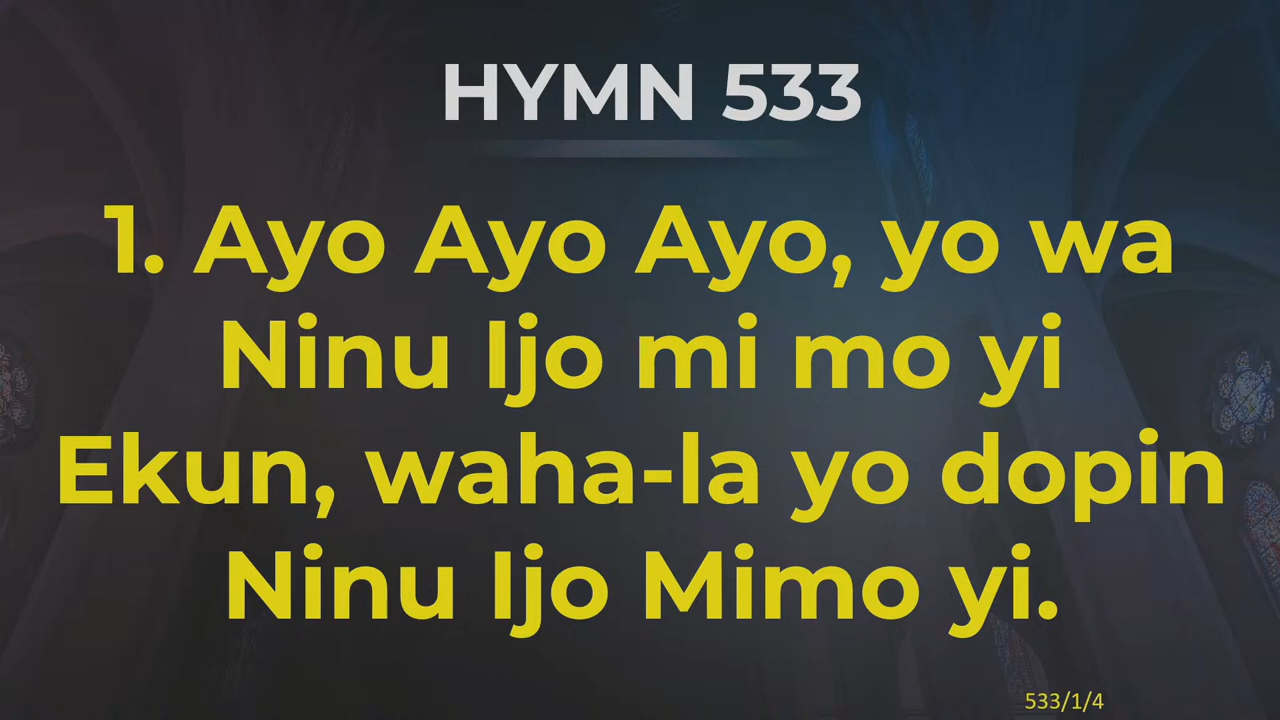 HYMN 533
1. Ayo Ayo Ayo, yo wa
Ninu Ijo mi mo yi
Ekun, waha-la yo dopin
Ninu Ijo Mimo yi.
533/1/4